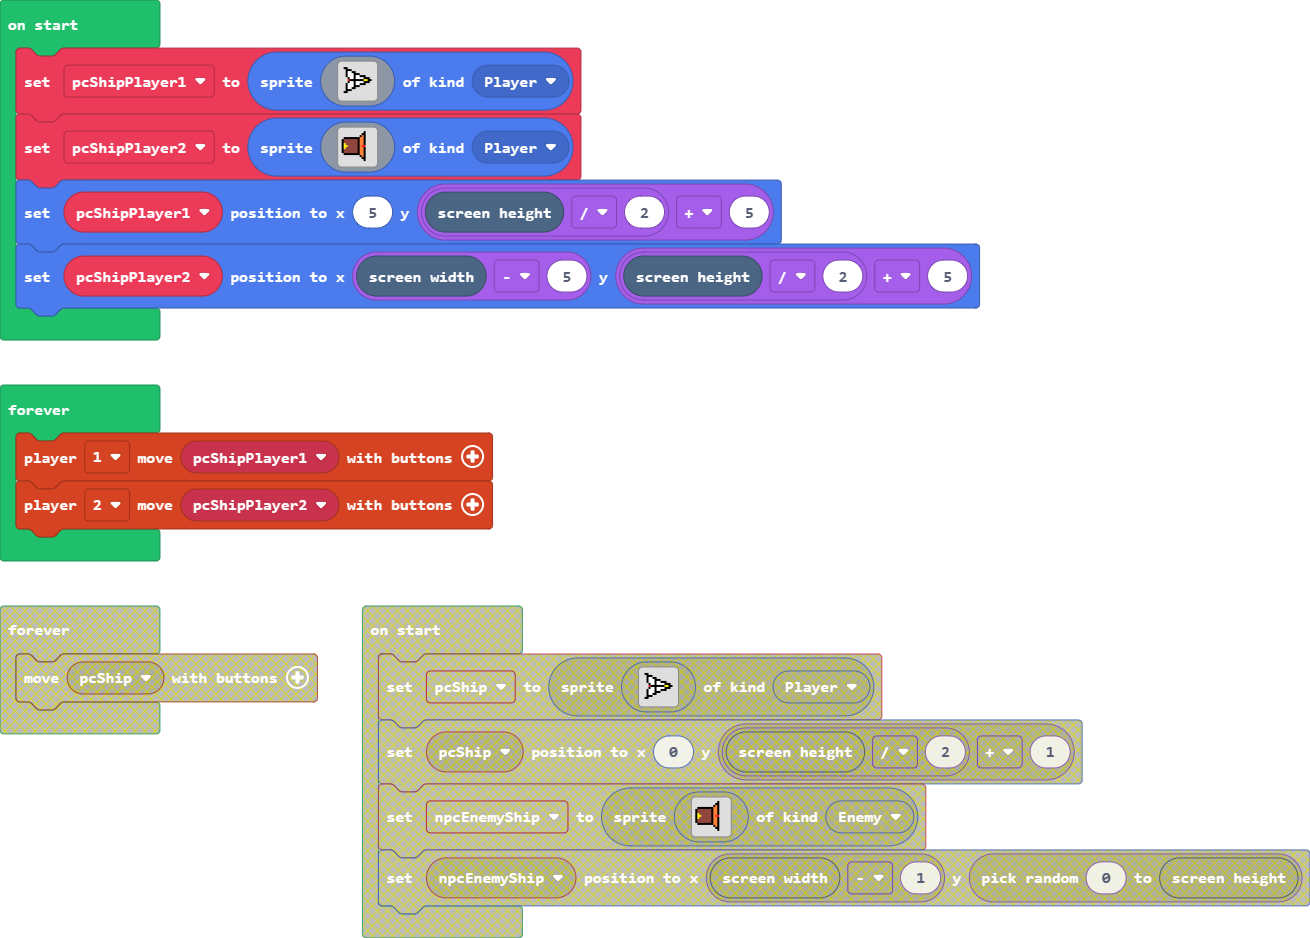 on start
set pcShipPlayer1 to sprite of kind Player
set pcShipPlayer2 to sprite of kind Player
set pcShipPlayer1 position to x 5 y screen height / 2 + 5
set pcShipPlayer2 position to x screen width - 5 y screen height / 2 + 5
forever
player 1 move pcShipPlayer1 with buttons
player 2 move pcShipPlayer2 with buttons
forever
move pcShip with buttons
on start
set pcShip to sprite of kind Player
set pcShip position to x 0 y screen height / 2 + 1
set npcEnemyShip to sprite of kind Enemy
set npcEnemyShip position to x screen width - 1 y pick random 0 to screen height